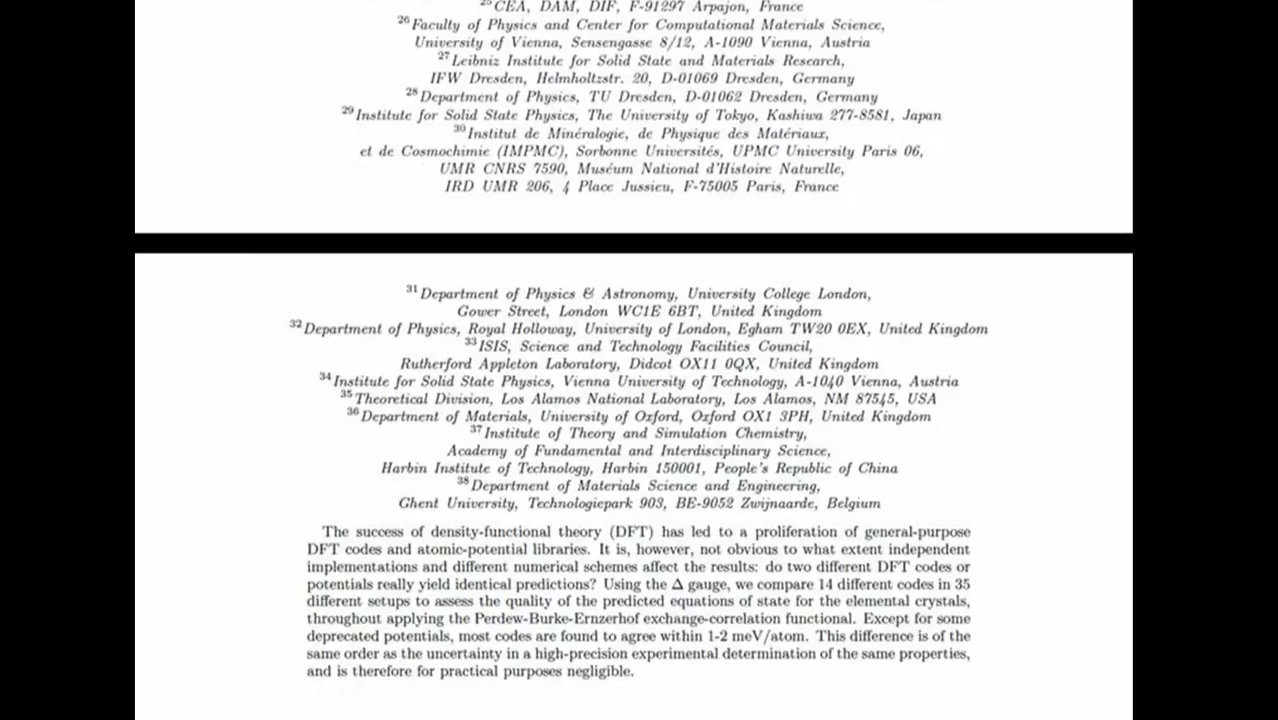 ²⁵CEA, DAM, DIF, F-91297 Arpajon, France
²⁶Faculty of Physics and Center for Computational Materials Science,
University of Vienna, Sensengasse 8/12, A-1090 Vienna, Austria
²⁷Leibniz Institute for Solid State and Materials Research,
IFW Dresden, Helmholtzstr. 20, D-01069 Dresden, Germany
²⁸Department of Physics, TU Dresden, D-01062 Dresden, Germany
²⁹Institute for Solid State Physics, The University of Tokyo, Kashiwa 277-8581, Japan
³⁰Institut de Minéralogie, de Physique des Matériaux,
et de Cosmochimie (IMPMC), Sorbonne Universités, UPMC University Paris 06,
UMR CNRS 7590, Muséum National d'Histoire Naturelle,
IRD UMR 206, 4 Place Jussieu, F-75005 Paris, France
³¹Department of Physics & Astronomy, University College London,
Gower Street, London WC1E 6BT, United Kingdom
³²Department of Physics, Royal Holloway, University of London, Egham TW20 0EX, United Kingdom
³³ISIS, Science and Technology Facilities Council,
Rutherford Appleton Laboratory, Didcot OX11 0QX, United Kingdom
³⁴Institute for Solid State Physics, Vienna University of Technology, A-1040 Vienna, Austria
³⁵Theoretical Division, Los Alamos National Laboratory, Los Alamos, NM 87545, USA
³⁶Department of Materials, University of Oxford, Oxford OX1 3PH, United Kingdom
³⁷Institute of Theory and Simulation Chemistry,
Academy of Fundamental and Interdisciplinary Science,
Harbin Institute of Technology, Harbin 150001, People's Republic of China
³⁸Department of Materials Science and Engineering,
Ghent University, Technologiepark 903, BE-9052 Zwijnaarde, Belgium
The success of density-functional theory (DFT) has led to a proliferation of general-purpose
DFT codes and atomic-potential libraries. It is, however, not obvious to what extent independent
implementations and different numerical schemes affect the results: do two different DFT codes or
potentials really yield identical predictions? Using the Δ gauge, we compare 14 different codes in 35
different setups to assess the quality of the predicted equations of state for the elemental crystals,
throughout applying the Perdew-Burke-Ernzerhof exchange-correlation functional. Except for some
deprecated potentials, most codes are found to agree within 1-2 meV/atom. This difference is of the
same order as the uncertainty in a high-precision experimental determination of the same properties,
and is therefore for practical purposes negligible.